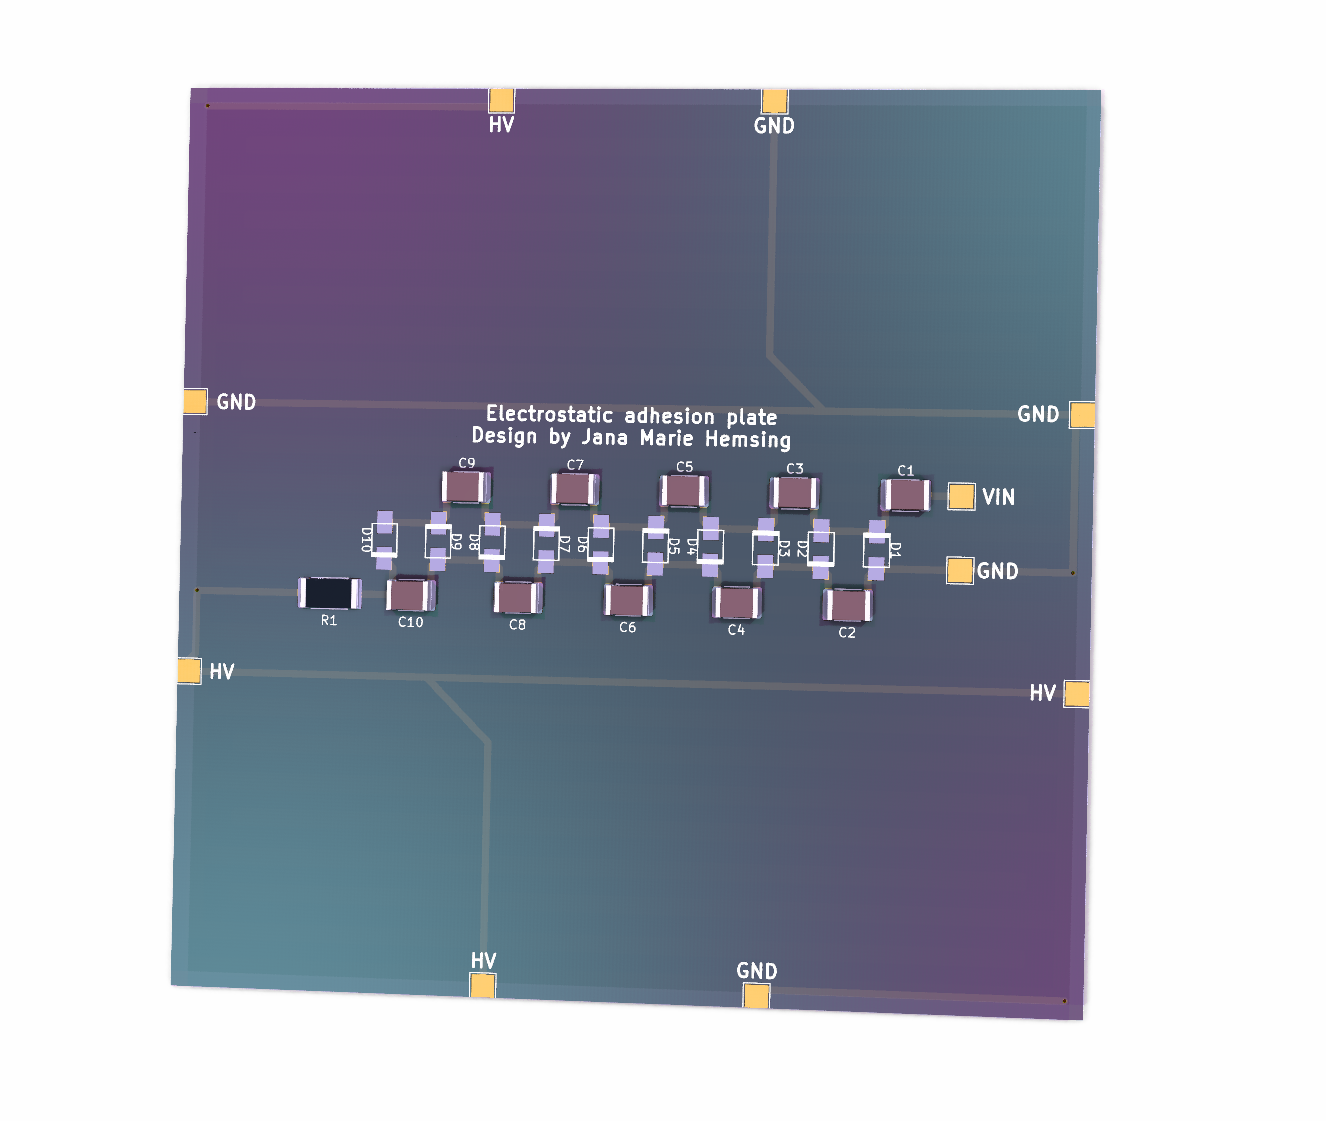 HV
GND
GND
GND
Electrostatic adhesion plate
Design by Jana Marie Hemsing
C9
C7
C5
C3
C1
VIN
D10
D9
D8
D7
D6
D5
D4
D3
D2
D1
GND
R1
C10
C8
C6
C4
C2
HV
HV
HV
GND